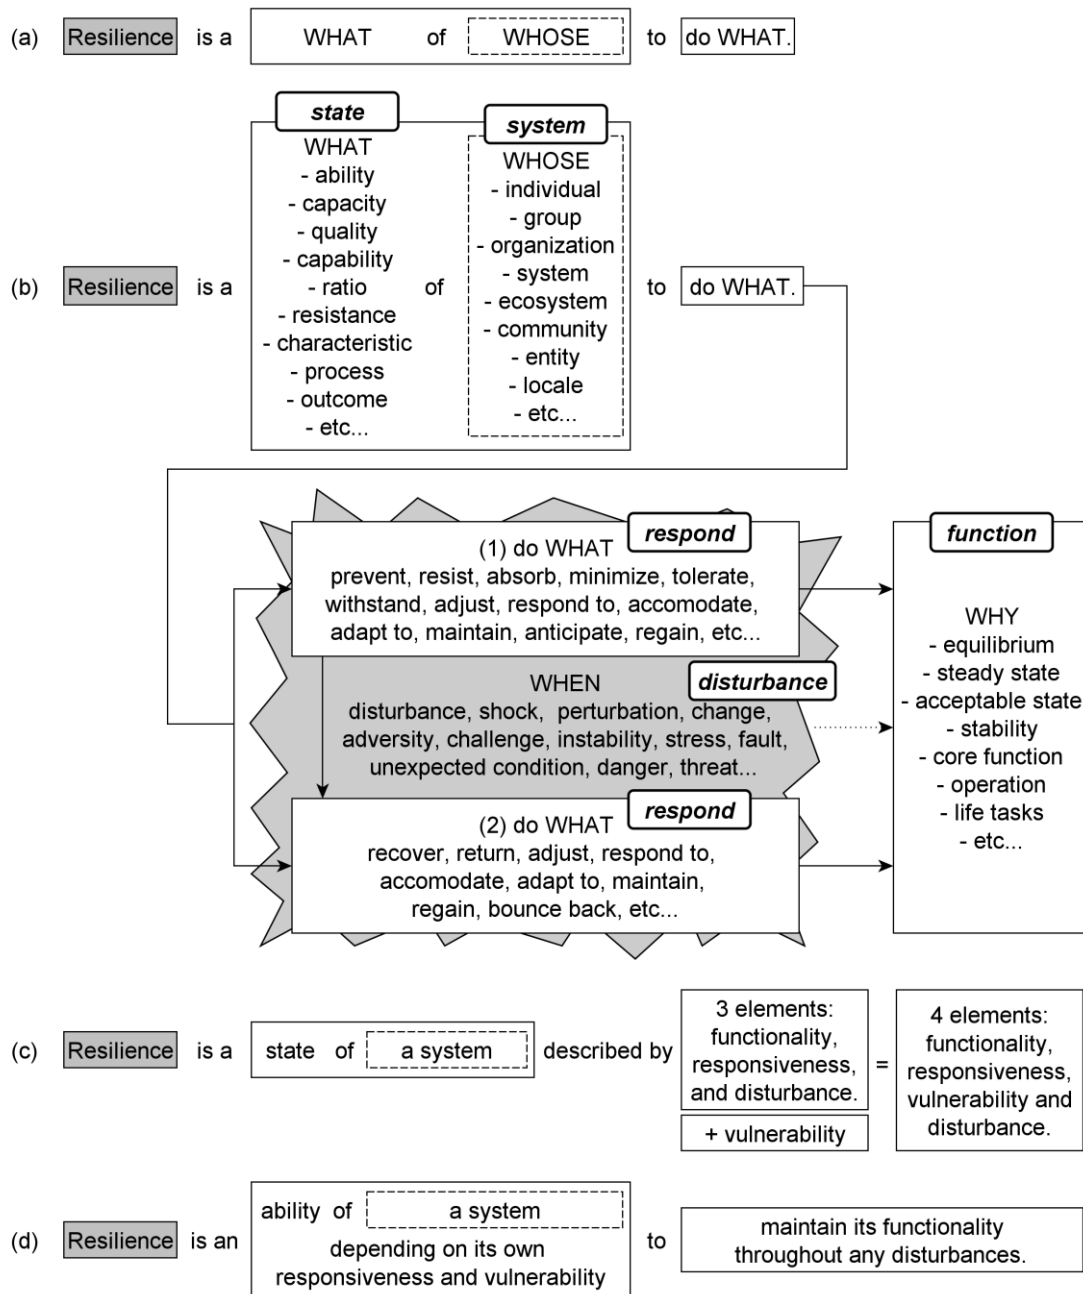 (a) Resilience is a WHAT of WHOSE to do WHAT.
state
system
WHAT
- ability
- capacity
- quality
- capability
- ratio
- resistance
- characteristic
- process
- outcome
- etc...
WHOSE
- individual
- group
- organization
- system
- ecosystem
- community
- entity
- locale
- etc...
(b) Resilience is a of to do WHAT.
respond
(1) do WHAT
prevent, resist, absorb, minimize, tolerate,
withstand, adjust, respond to, accomodate,
adapt to, maintain, anticipate, regain, etc...
disturbance
WHEN
disturbance, shock, perturbation, change,
adversity, challenge, instability, stress, fault,
unexpected condition, danger, threat...
respond
(2) do WHAT
recover, return, adjust, respond to,
accomodate, adapt to, maintain,
regain, bounce back, etc...
function
WHY
- equilibrium
- steady state
- acceptable state
- stability
- core function
- operation
- life tasks
- etc...
(c) Resilience is a state of a system described by
3 elements:
functionality,
responsiveness,
and disturbance.
+ vulnerability
=
4 elements:
functionality,
responsiveness,
vulnerability and
disturbance.
(d) Resilience is an
ability of a system
depending on its own
responsiveness and vulnerability
to
maintain its functionality
throughout any disturbances.